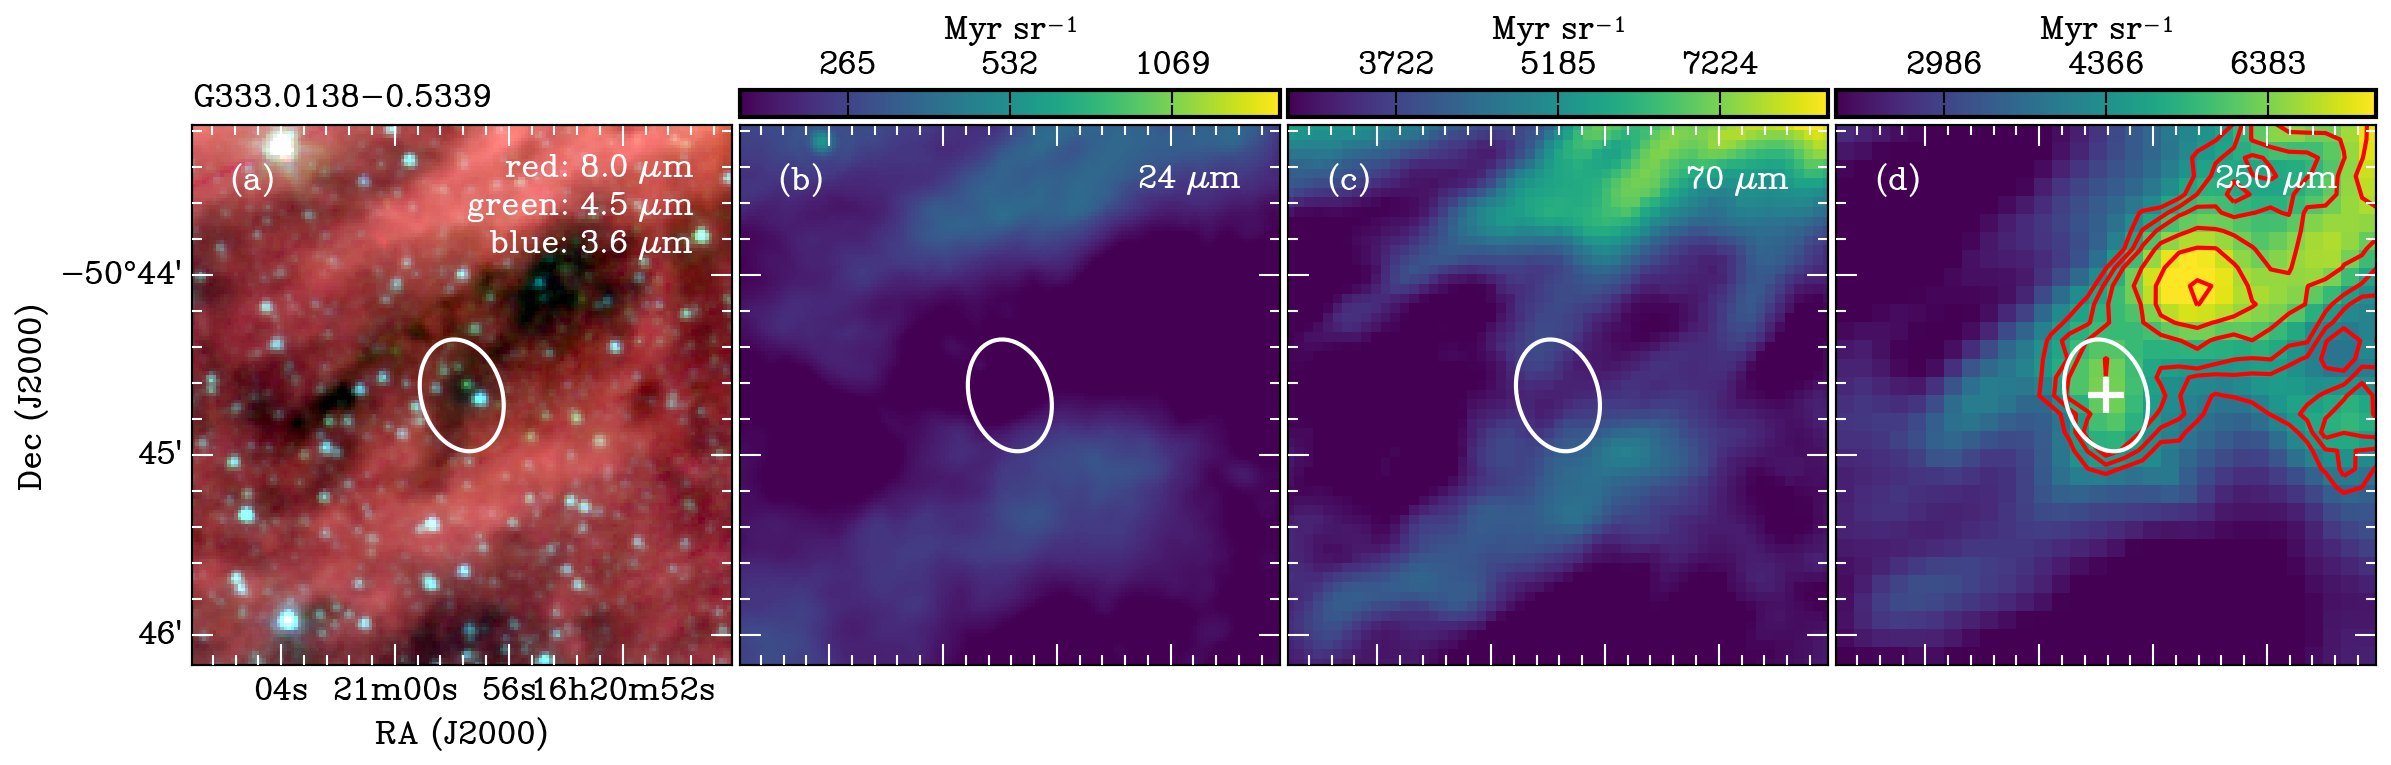 Myr sr⁻¹
265 532 1069
Myr sr⁻¹
3722 5185 7224
Myr sr⁻¹
2986 4366 6383
G333.0138−0.5339
(a)
red: 8.0 μm
green: 4.5 μm
blue: 3.6 μm
(b)
24 μm
(c)
70 μm
(d)
250 μm
Dec (J2000)
−50°44'
45'
46'
04s 21m00s 56s 16h20m52s
RA (J2000)